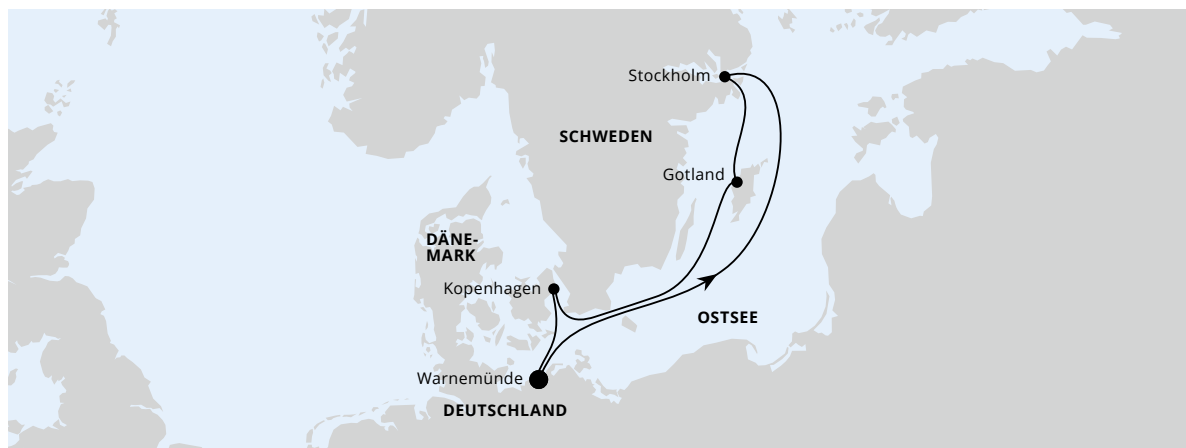 Stockholm
SCHWEDEN
Gotland
DÄNE-
MARK
Kopenhagen
OSTSEE
Warnemünde
DEUTSCHLAND